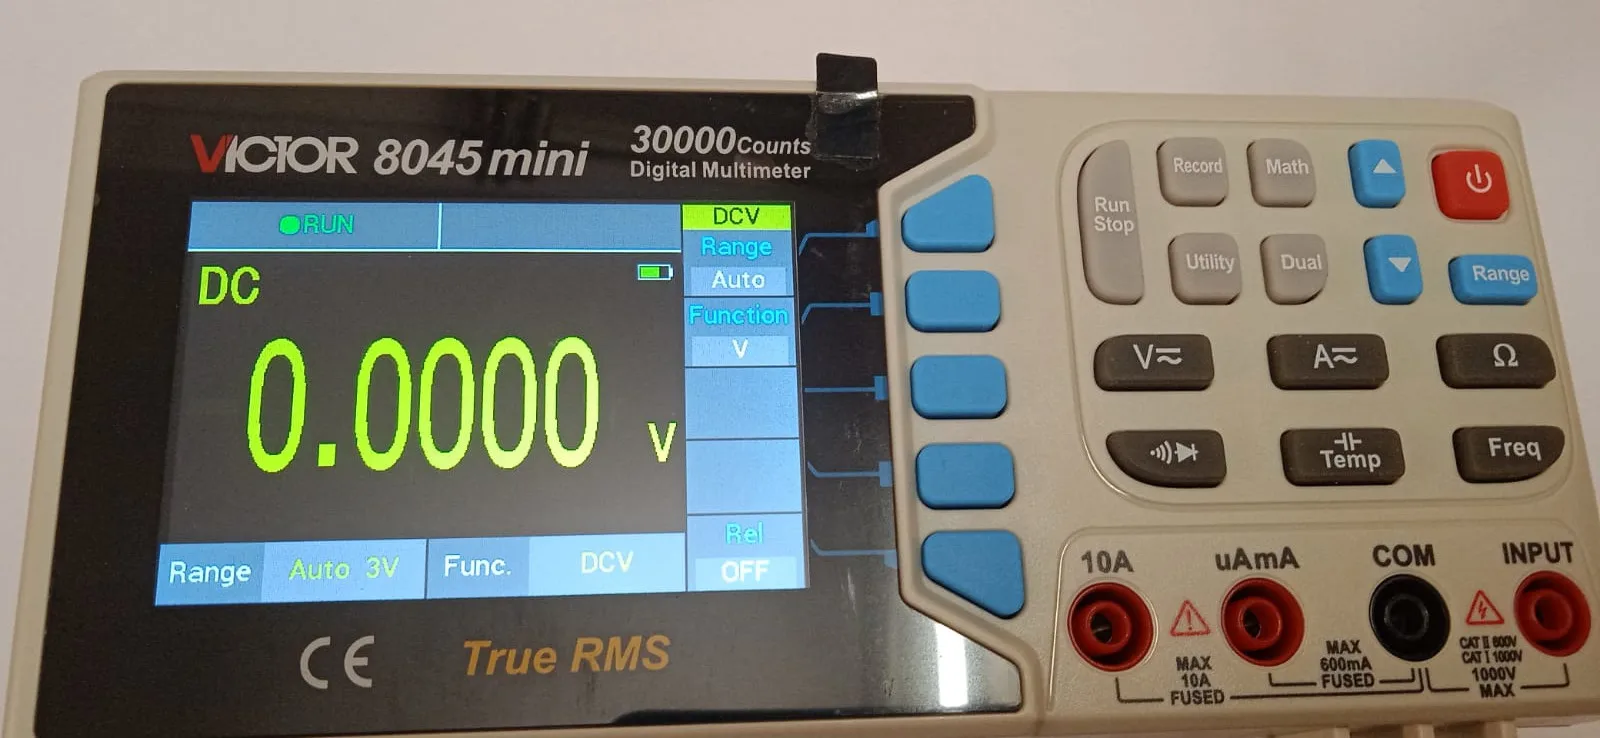 VICTOR 8045 mini
30000 Counts
Digital Multimeter
RUN
DC
0.0000 V
DCV
Range
Auto
Function
V
Rel
OFF
Range Auto 3V Func. DCV
CE
True RMS
Run
Stop
Record
Math
Utility
Dual
Range
V
A
Ω
Temp
Freq
10A
uAmA
COM
INPUT
MAX
10A
FUSED
MAX
600mA
FUSED
CAT II 600V
CAT I 1000V
1000V
MAX